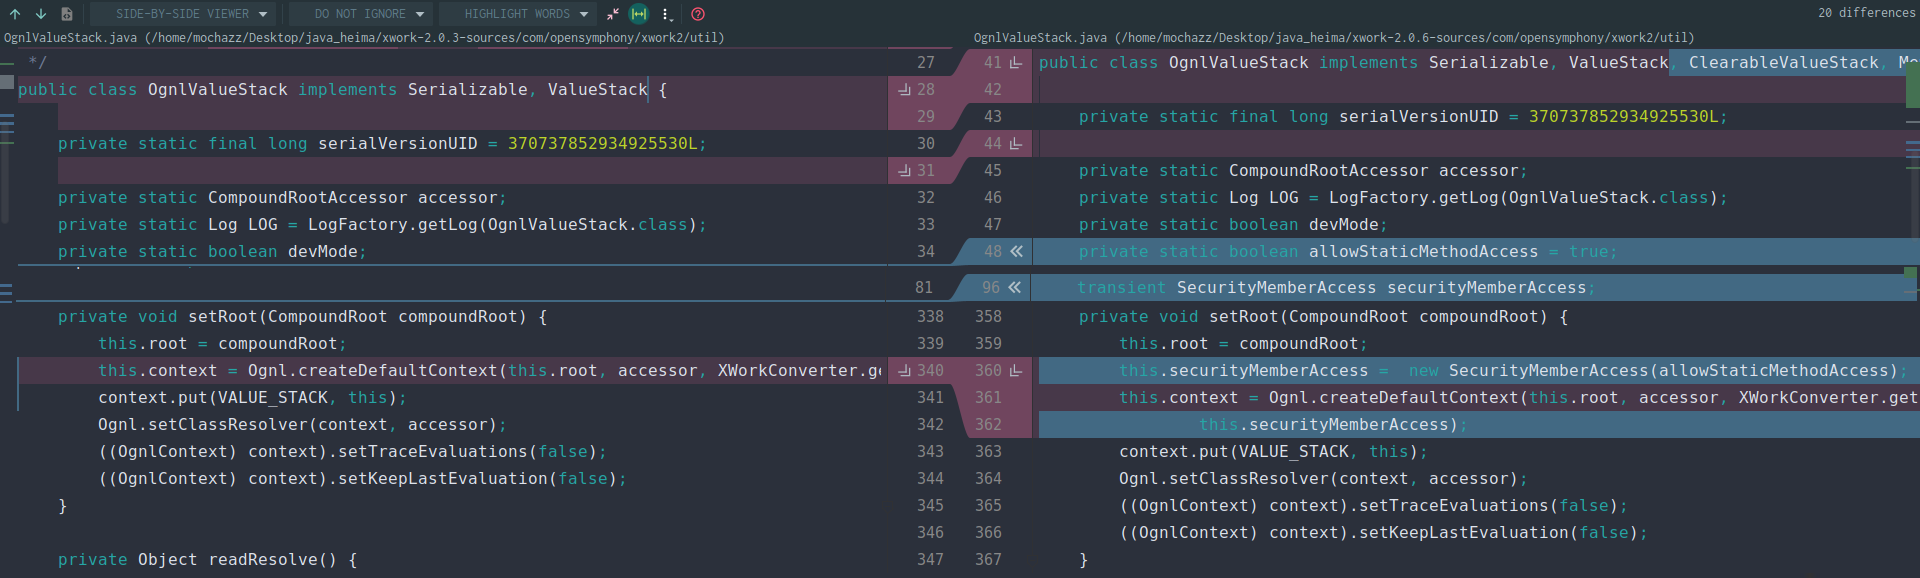 SIDE-BY-SIDE VIEWER DO NOT IGNORE HIGHLIGHT WORDS 20 differences
OgnlValueStack.java (/home/mochazz/Desktop/java_heima/xwork-2.0.3-sources/com/opensymphony/xwork2/util)
*/ 27
public class OgnlValueStack implements Serializable, ValueStack { 28
29
private static final long serialVersionUID = 370737852934925530L; 30
31
private static CompoundRootAccessor accessor; 32
private static Log LOG = LogFactory.getLog(OgnlValueStack.class); 33
private static boolean devMode; 34
81
private void setRoot(CompoundRoot compoundRoot) { 338
this.root = compoundRoot; 339
this.context = Ognl.createDefaultContext(this.root, accessor, XWorkConverter.ge 340
context.put(VALUE_STACK, this); 341
Ognl.setClassResolver(context, accessor); 342
((OgnlContext) context).setTraceEvaluations(false); 343
((OgnlContext) context).setKeepLastEvaluation(false); 344
} 345
346
private Object readResolve() { 347
OgnlValueStack.java (/home/mochazz/Desktop/java_heima/xwork-2.0.6-sources/com/opensymphony/xwork2/util)
41 public class OgnlValueStack implements Serializable, ValueStack, ClearableValueStack, Me
42
43 private static final long serialVersionUID = 370737852934925530L;
44
45 private static CompoundRootAccessor accessor;
46 private static Log LOG = LogFactory.getLog(OgnlValueStack.class);
47 private static boolean devMode;
48 private static boolean allowStaticMethodAccess = true;
96 transient SecurityMemberAccess securityMemberAccess;
358 private void setRoot(CompoundRoot compoundRoot) {
359 this.root = compoundRoot;
360 this.securityMemberAccess =  new SecurityMemberAccess(allowStaticMethodAccess);
361 this.context = Ognl.createDefaultContext(this.root, accessor, XWorkConverter.get
362 this.securityMemberAccess);
363 context.put(VALUE_STACK, this);
364 Ognl.setClassResolver(context, accessor);
365 ((OgnlContext) context).setTraceEvaluations(false);
366 ((OgnlContext) context).setKeepLastEvaluation(false);
367 }